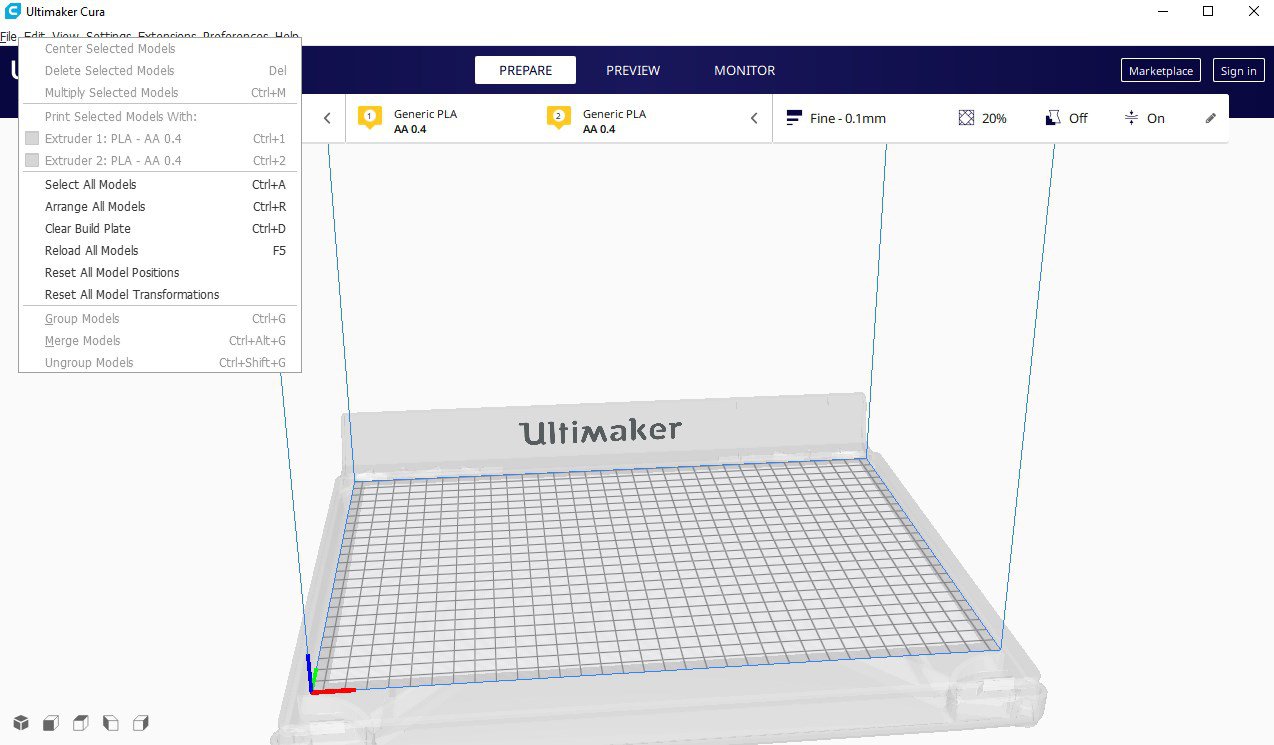 Ultimaker Cura
File Edit View Settings Extensions Preferences Help
Center Selected Models
Delete Selected Models Del
Multiply Selected Models Ctrl+M
Print Selected Models With:
Extruder 1: PLA - AA 0.4 Ctrl+1
Extruder 2: PLA - AA 0.4 Ctrl+2
Select All Models Ctrl+A
Arrange All Models Ctrl+R
Clear Build Plate Ctrl+D
Reload All Models F5
Reset All Model Positions
Reset All Model Transformations
Group Models Ctrl+G
Merge Models Ctrl+Alt+G
Ungroup Models Ctrl+Shift+G
PREPARE PREVIEW MONITOR
Marketplace Sign in
1 Generic PLA
AA 0.4
2 Generic PLA
AA 0.4
Fine - 0.1mm 20% Off On
Ultimaker